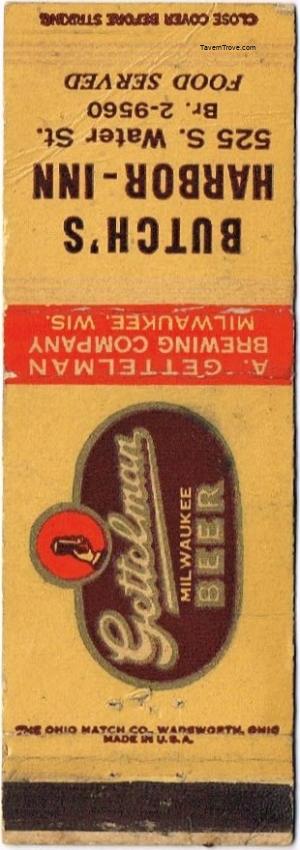 TavernTrove.com
CLOSE COVER BEFORE STRIKING
FOOD SERVED
Br. 2-9560
525 S. Water St.
HARBOR-INN
BUTCH'S
A. GETTELMAN
BREWING COMPANY
MILWAUKEE, WIS.
Gettelman
MILWAUKEE
BEER
THE OHIO MATCH CO., WADSWORTH, OHIO
MADE IN U.S.A.